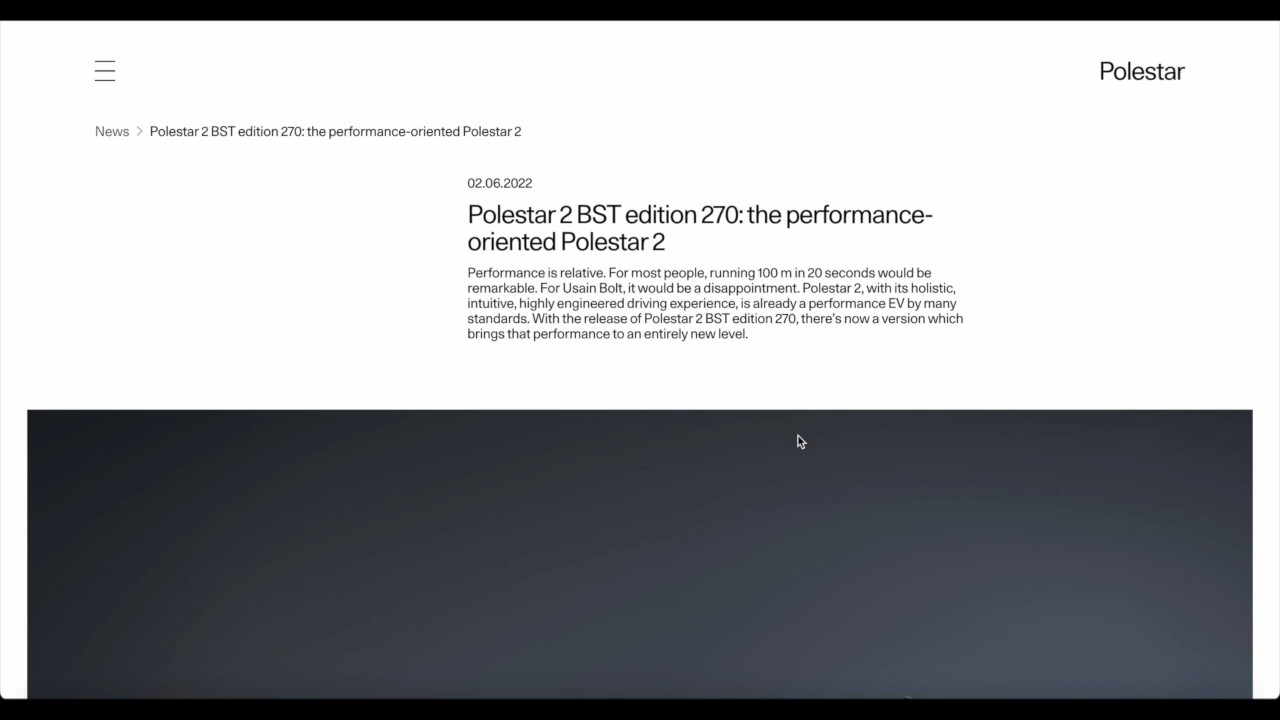 Polestar
News > Polestar 2 BST edition 270: the performance-oriented Polestar 2
02.06.2022
Polestar 2 BST edition 270: the performance-
oriented Polestar 2
Performance is relative. For most people, running 100 m in 20 seconds would be
remarkable. For Usain Bolt, it would be a disappointment. Polestar 2, with its holistic,
intuitive, highly engineered driving experience, is already a performance EV by many
standards. With the release of Polestar 2 BST edition 270, there's now a version which
brings that performance to an entirely new level.